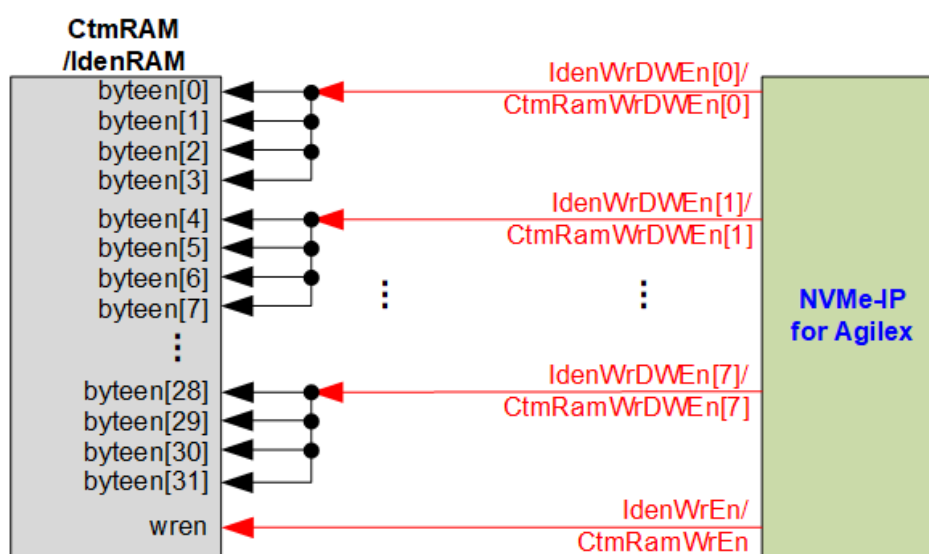 CtmRAM
/IdenRAM
byteen[0]
byteen[1]
byteen[2]
byteen[3]
byteen[4]
byteen[5]
byteen[6]
byteen[7]
byteen[28]
byteen[29]
byteen[30]
byteen[31]
wren
IdenWrDWEn[0]/
CtmRamWrDWEn[0]
IdenWrDWEn[1]/
CtmRamWrDWEn[1]
IdenWrDWEn[7]/
CtmRamWrDWEn[7]
IdenWrEn/
CtmRamWrEn
NVMe-IP
for Agilex